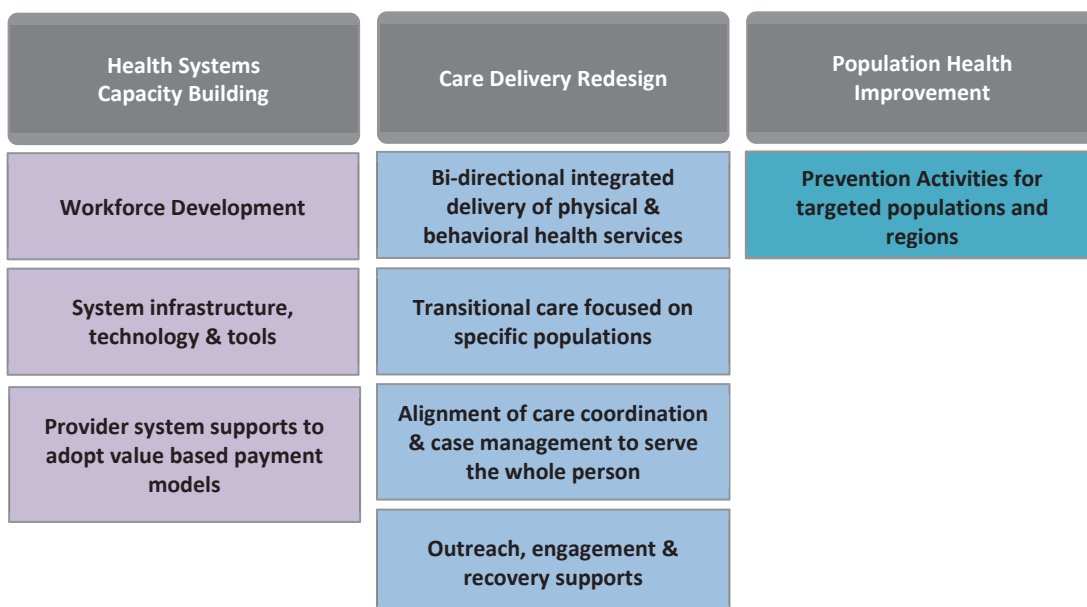 Health Systems
Capacity Building
Workforce Development
System infrastructure,
technology & tools
Provider system supports to
adopt value based payment
models
Care Delivery Redesign
Bi-directional integrated
delivery of physical &
behavioral health services
Transitional care focused on
specific populations
Alignment of care coordination
& case management to serve
the whole person
Outreach, engagement &
recovery supports
Population Health
Improvement
Prevention Activities for
targeted populations and
regions